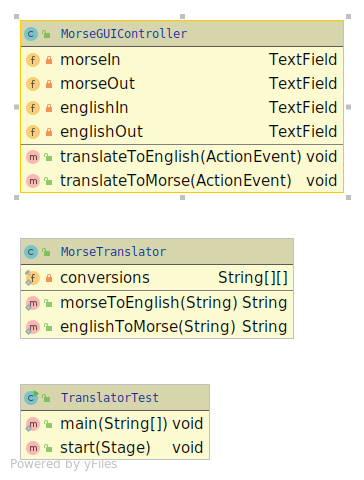 C MorseGUIController
f morseIn TextField
f morseOut TextField
f englishIn TextField
f englishOut TextField
m translateToEnglish(ActionEvent) void
m translateToMorse(ActionEvent) void
C MorseTranslator
f conversions String[][]
m morseToEnglish(String) String
m englishToMorse(String) String
C TranslatorTest
m main(String[]) void
m start(Stage) void
Powered by yFiles